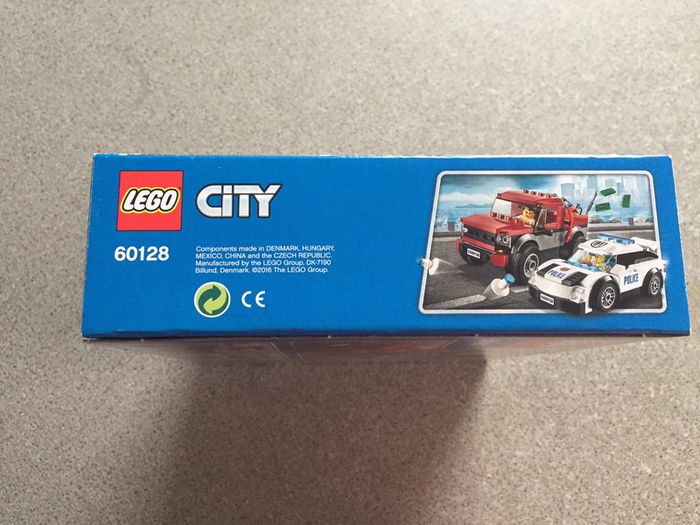 LEGO
CITY
60128
Components made in DENMARK, HUNGARY,
MEXICO, CHINA and the CZECH REPUBLIC.
Manufactured by the LEGO Group, DK-7190
Billund, Denmark. ©2016 The LEGO Group.
CE
POLICE
POLICE